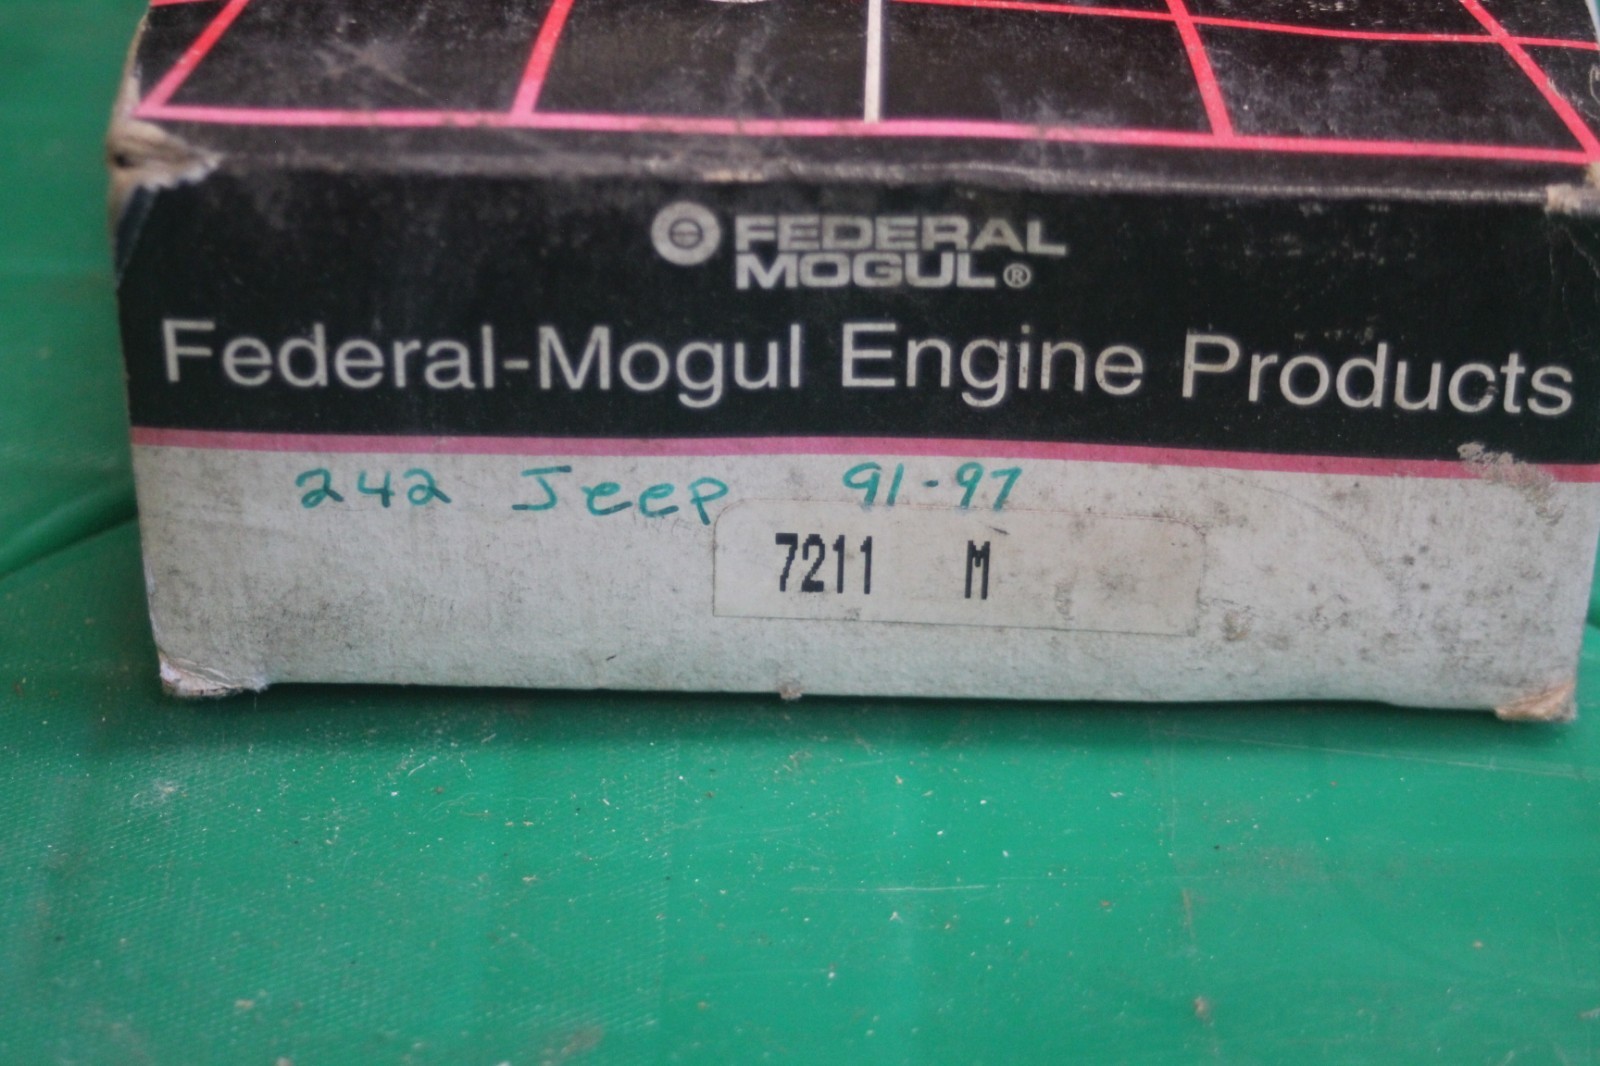 FEDERAL
MOGUL®
Federal-Mogul Engine Products
242 Jeep 91-97
7211 M